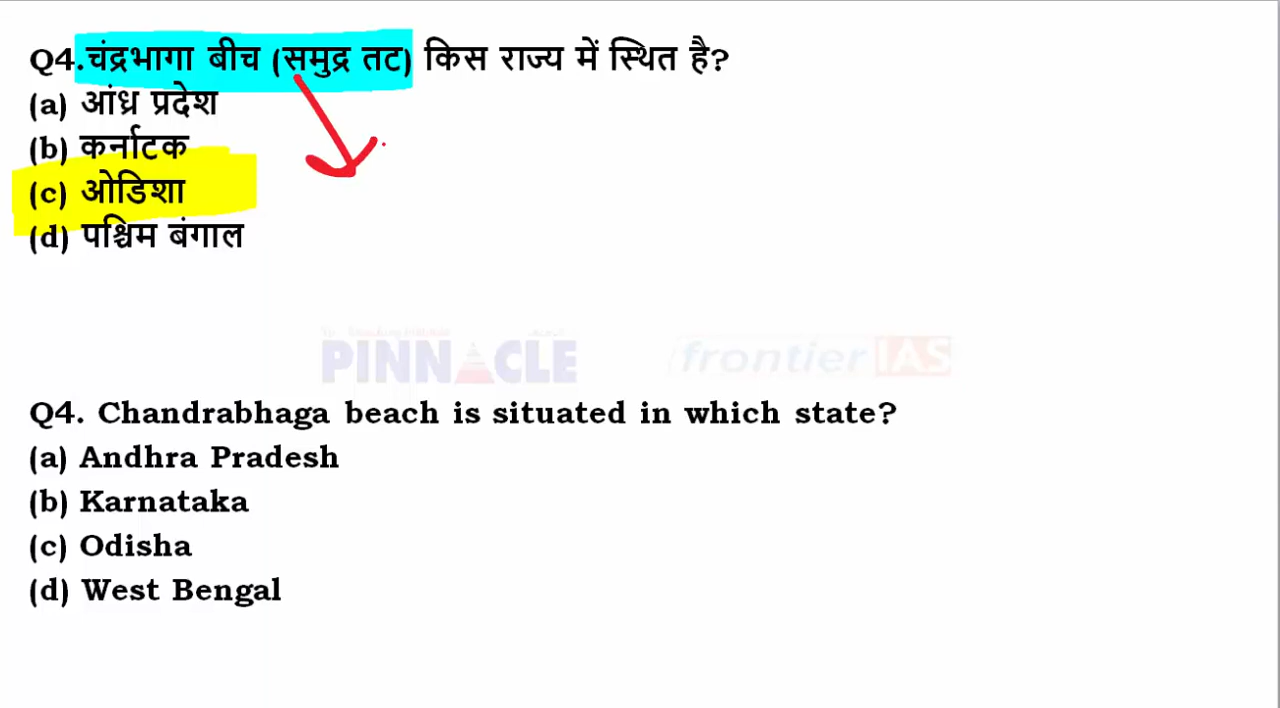 Q4.चंद्रभागा बीच (समुद्र तट) किस राज्य में स्थित है?
(a) आंध्र प्रदेश
(b) कर्नाटक
(c) ओडिशा
(d) पश्चिम बंगाल
PINNACLE frontier IAS
Q4. Chandrabhaga beach is situated in which state?
(a) Andhra Pradesh
(b) Karnataka
(c) Odisha
(d) West Bengal